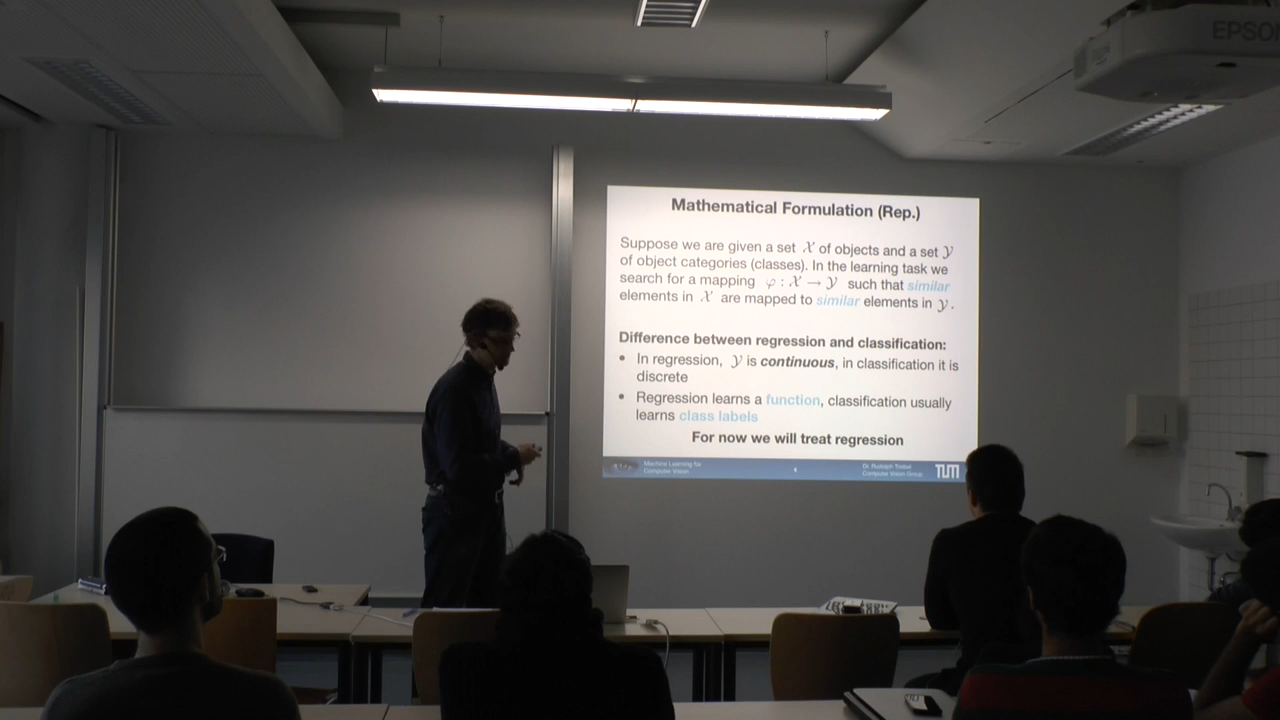 EPSON
Mathematical Formulation (Rep.)
Suppose we are given a set 𝒳 of objects and a set 𝒴
of object categories (classes). In the learning task we
search for a mapping φ : 𝒳 → 𝒴 such that similar
elements in 𝒳 are mapped to similar elements in 𝒴.
Difference between regression and classification:
• In regression, 𝒴 is continuous, in classification it is
discrete
• Regression learns a function, classification usually
learns class labels
For now we will treat regression
Machine Learning for
Computer Vision
4
Dr. Rudolph Triebel
Computer Vision Group
TUM